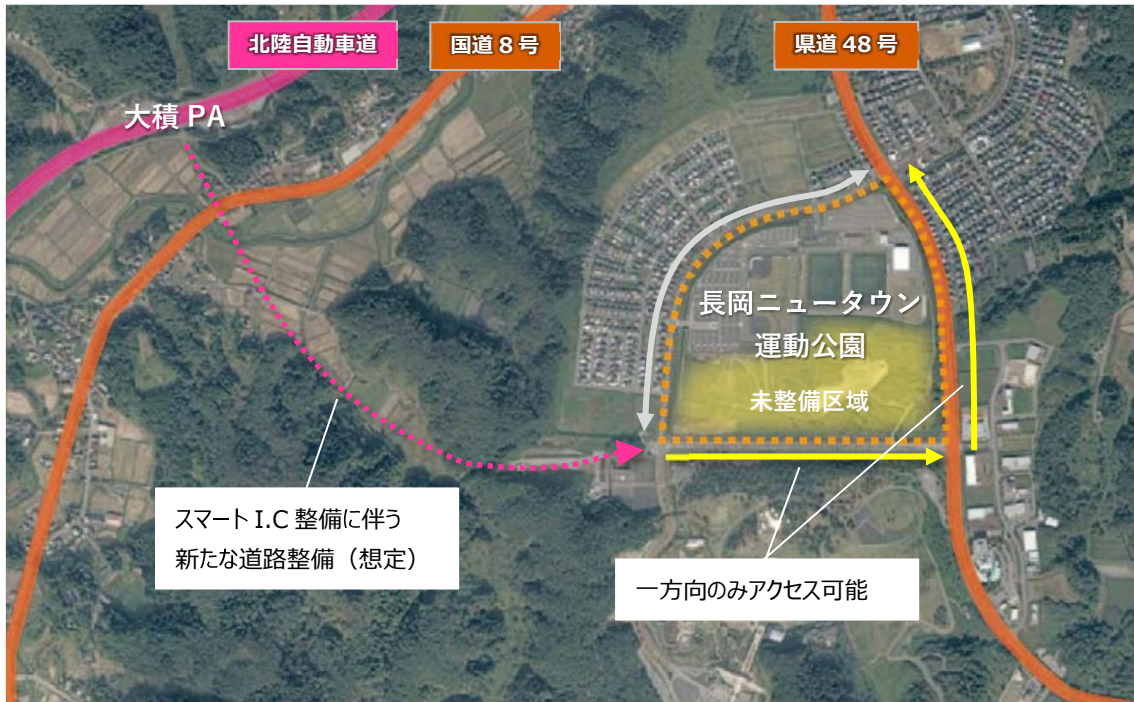 北陸自動車道
国道8号
県道48号
大積 PA
長岡ニュータウン
運動公園
未整備区域
スマート I.C 整備に伴う
新たな道路整備（想定）
一方向のみアクセス可能